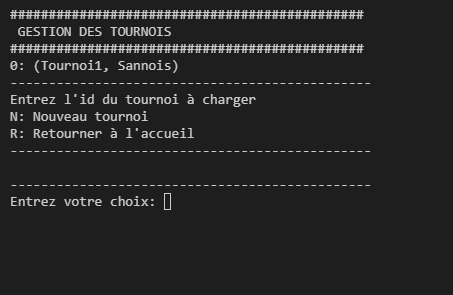 ##############################################
GESTION DES TOURNOIS
##############################################
0: (Tournoi1, Sannois)
-----------------------------------------------
Entrez l'id du tournoi à charger
N: Nouveau tournoi
R: Retourner à l'accueil
-----------------------------------------------
-----------------------------------------------
Entrez votre choix: